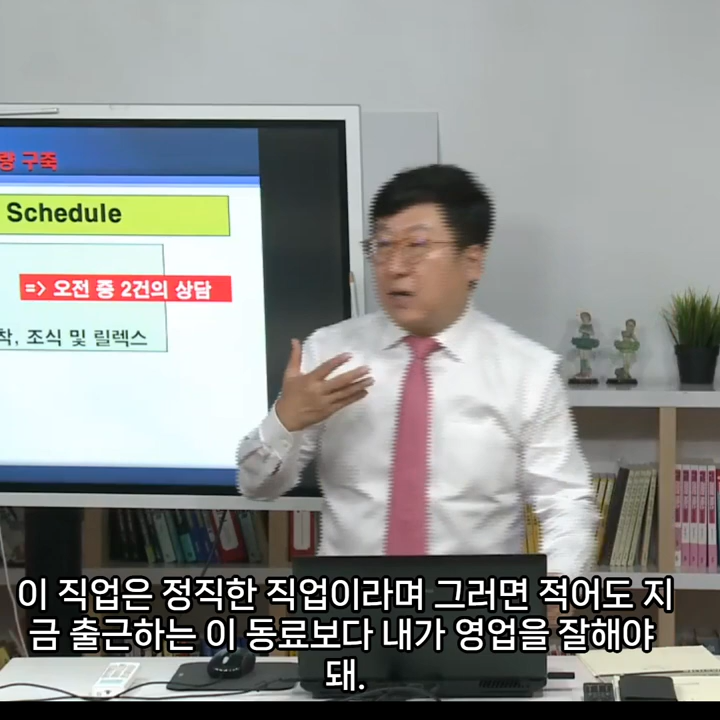 량 구축
Schedule
=> 오전 중 2건의 상담
착, 조식 및 릴렉스
이 직업은 정직한 직업이라며 그러면 적어도 지
금 출근하는 이 동료보다 내가 영업을 잘해야
돼.